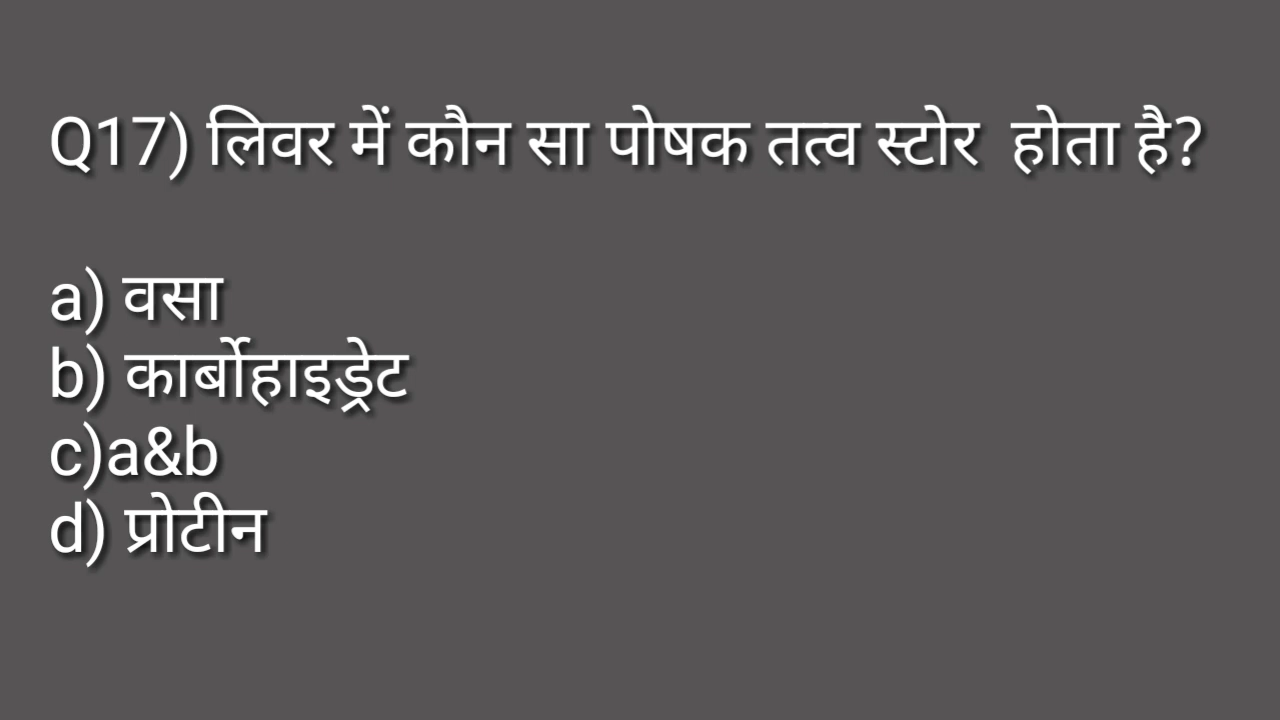 Q17) लिवर में कौन सा पोषक तत्व स्टोर  होता है?
a) वसा
b) कार्बोहाइड्रेट
c)a&b
d) प्रोटीन